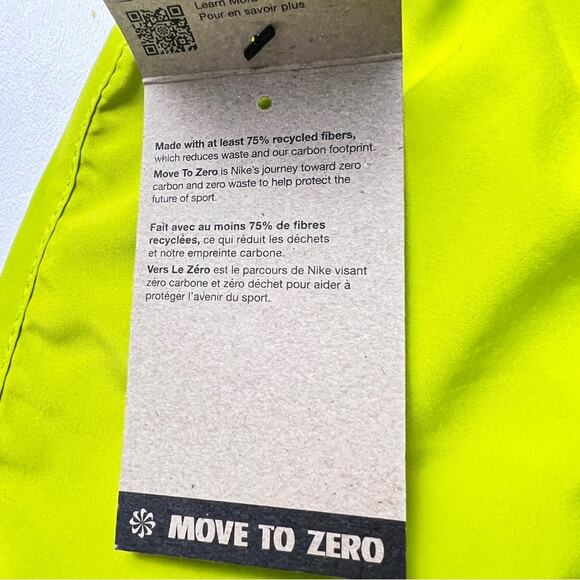 Learn More
Pour en savoir plus
Made with at least 75% recycled fibers,
which reduces waste and our carbon footprint.
Move To Zero is Nike's journey toward zero
carbon and zero waste to help protect the
future of sport.
Fait avec au moins 75% de fibres
recyclées, ce qui réduit les déchets
et notre empreinte carbone.
Vers Le Zéro est le parcours de Nike visant
zéro carbone et zéro déchet pour aider à
protéger l'avenir du sport.
MOVE TO ZERO